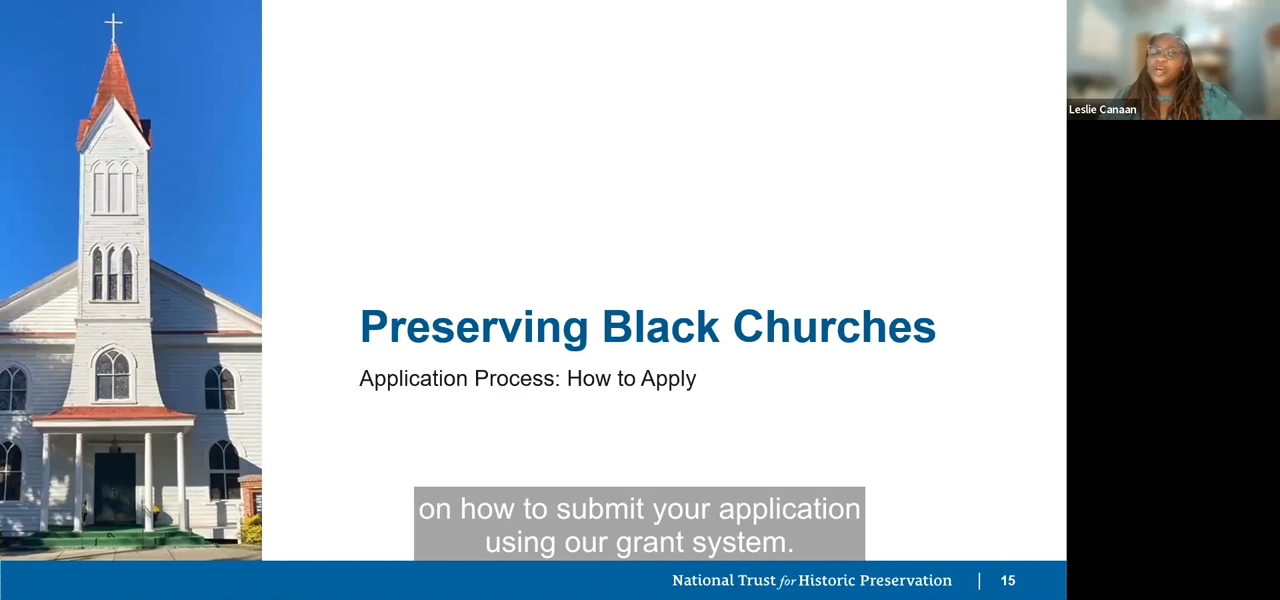 Leslie Canaan
Preserving Black Churches
Application Process: How to Apply
on how to submit your application
using our grant system.
National Trust for Historic Preservation | 15